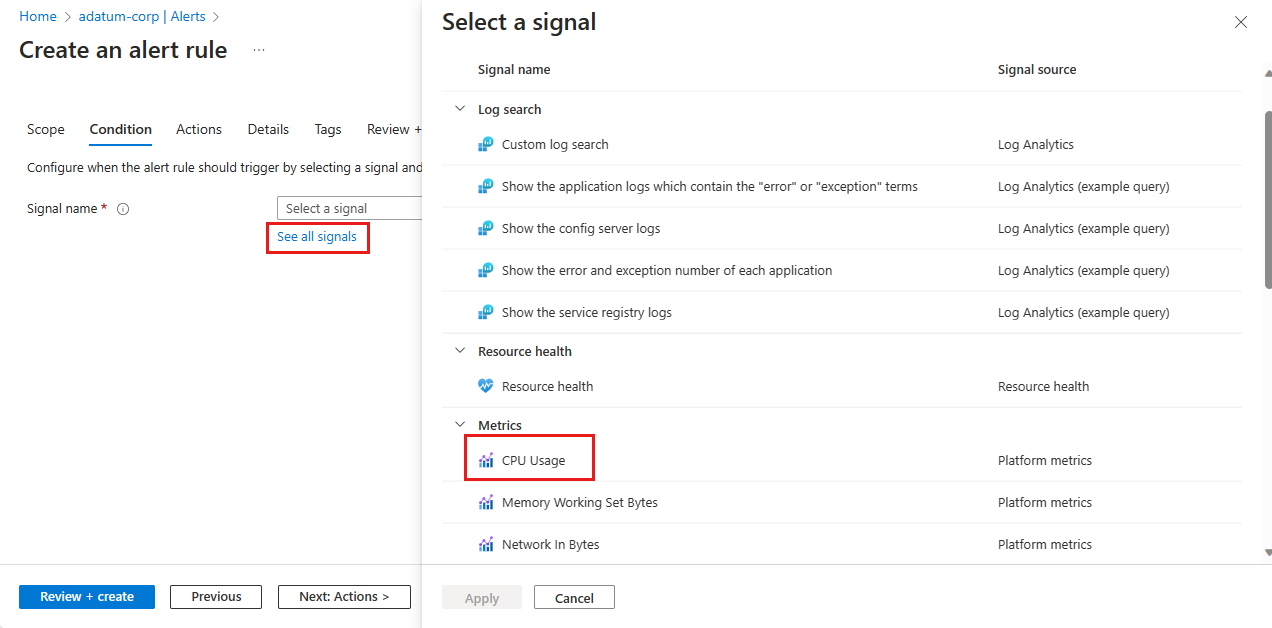 Home > adatum-corp | Alerts >
Create an alert rule ...
Scope Condition Actions Details Tags Review +
Configure when the alert rule should trigger by selecting a signal and
Signal name *
Select a signal
See all signals
Review + create Previous Next: Actions >
Select a signal
Signal name Signal source
Log search
Custom log search Log Analytics
Show the application logs which contain the "error" or "exception" terms Log Analytics (example query)
Show the config server logs Log Analytics (example query)
Show the error and exception number of each application Log Analytics (example query)
Show the service registry logs Log Analytics (example query)
Resource health
Resource health Resource health
Metrics
CPU Usage Platform metrics
Memory Working Set Bytes Platform metrics
Network In Bytes Platform metrics
Apply Cancel